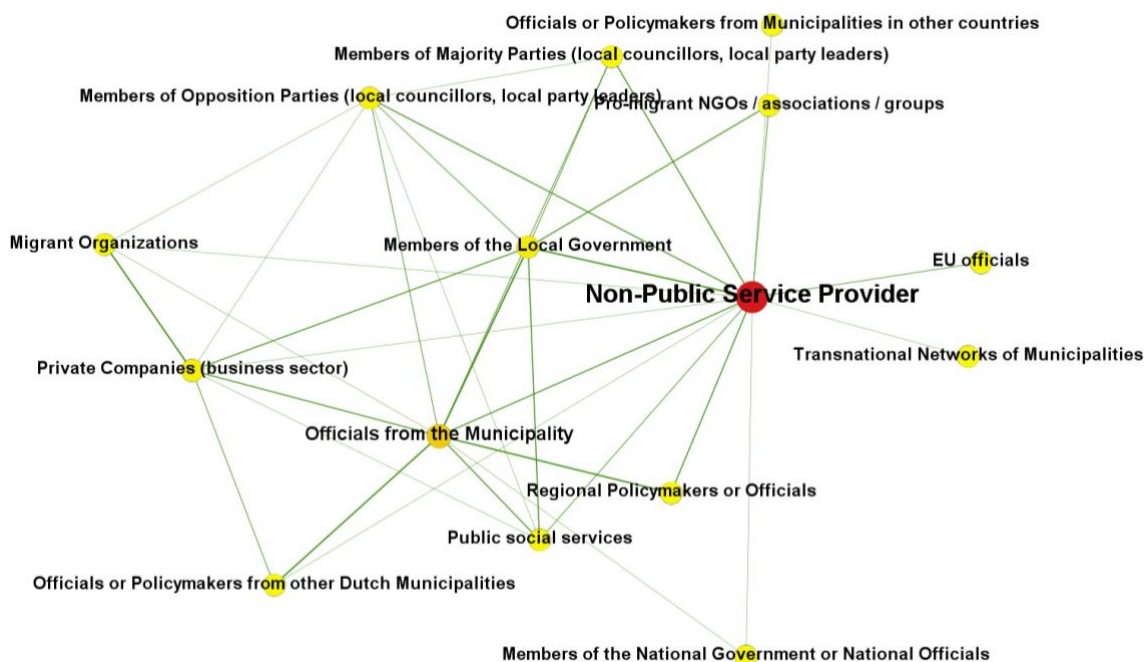 Officials or Policymakers from Municipalities in other countries
Members of Majority Parties (local councillors, local party leaders)
Members of Opposition Parties (local councillors, local party leaders)
Pro-migrant NGOs / associations / groups
Migrant Organizations
Members of the Local Government
EU officials
Non-Public Service Provider
Transnational Networks of Municipalities
Private Companies (business sector)
Officials from the Municipality
Regional Policymakers or Officials
Public social services
Officials or Policymakers from other Dutch Municipalities
Members of the National Government or National Officials